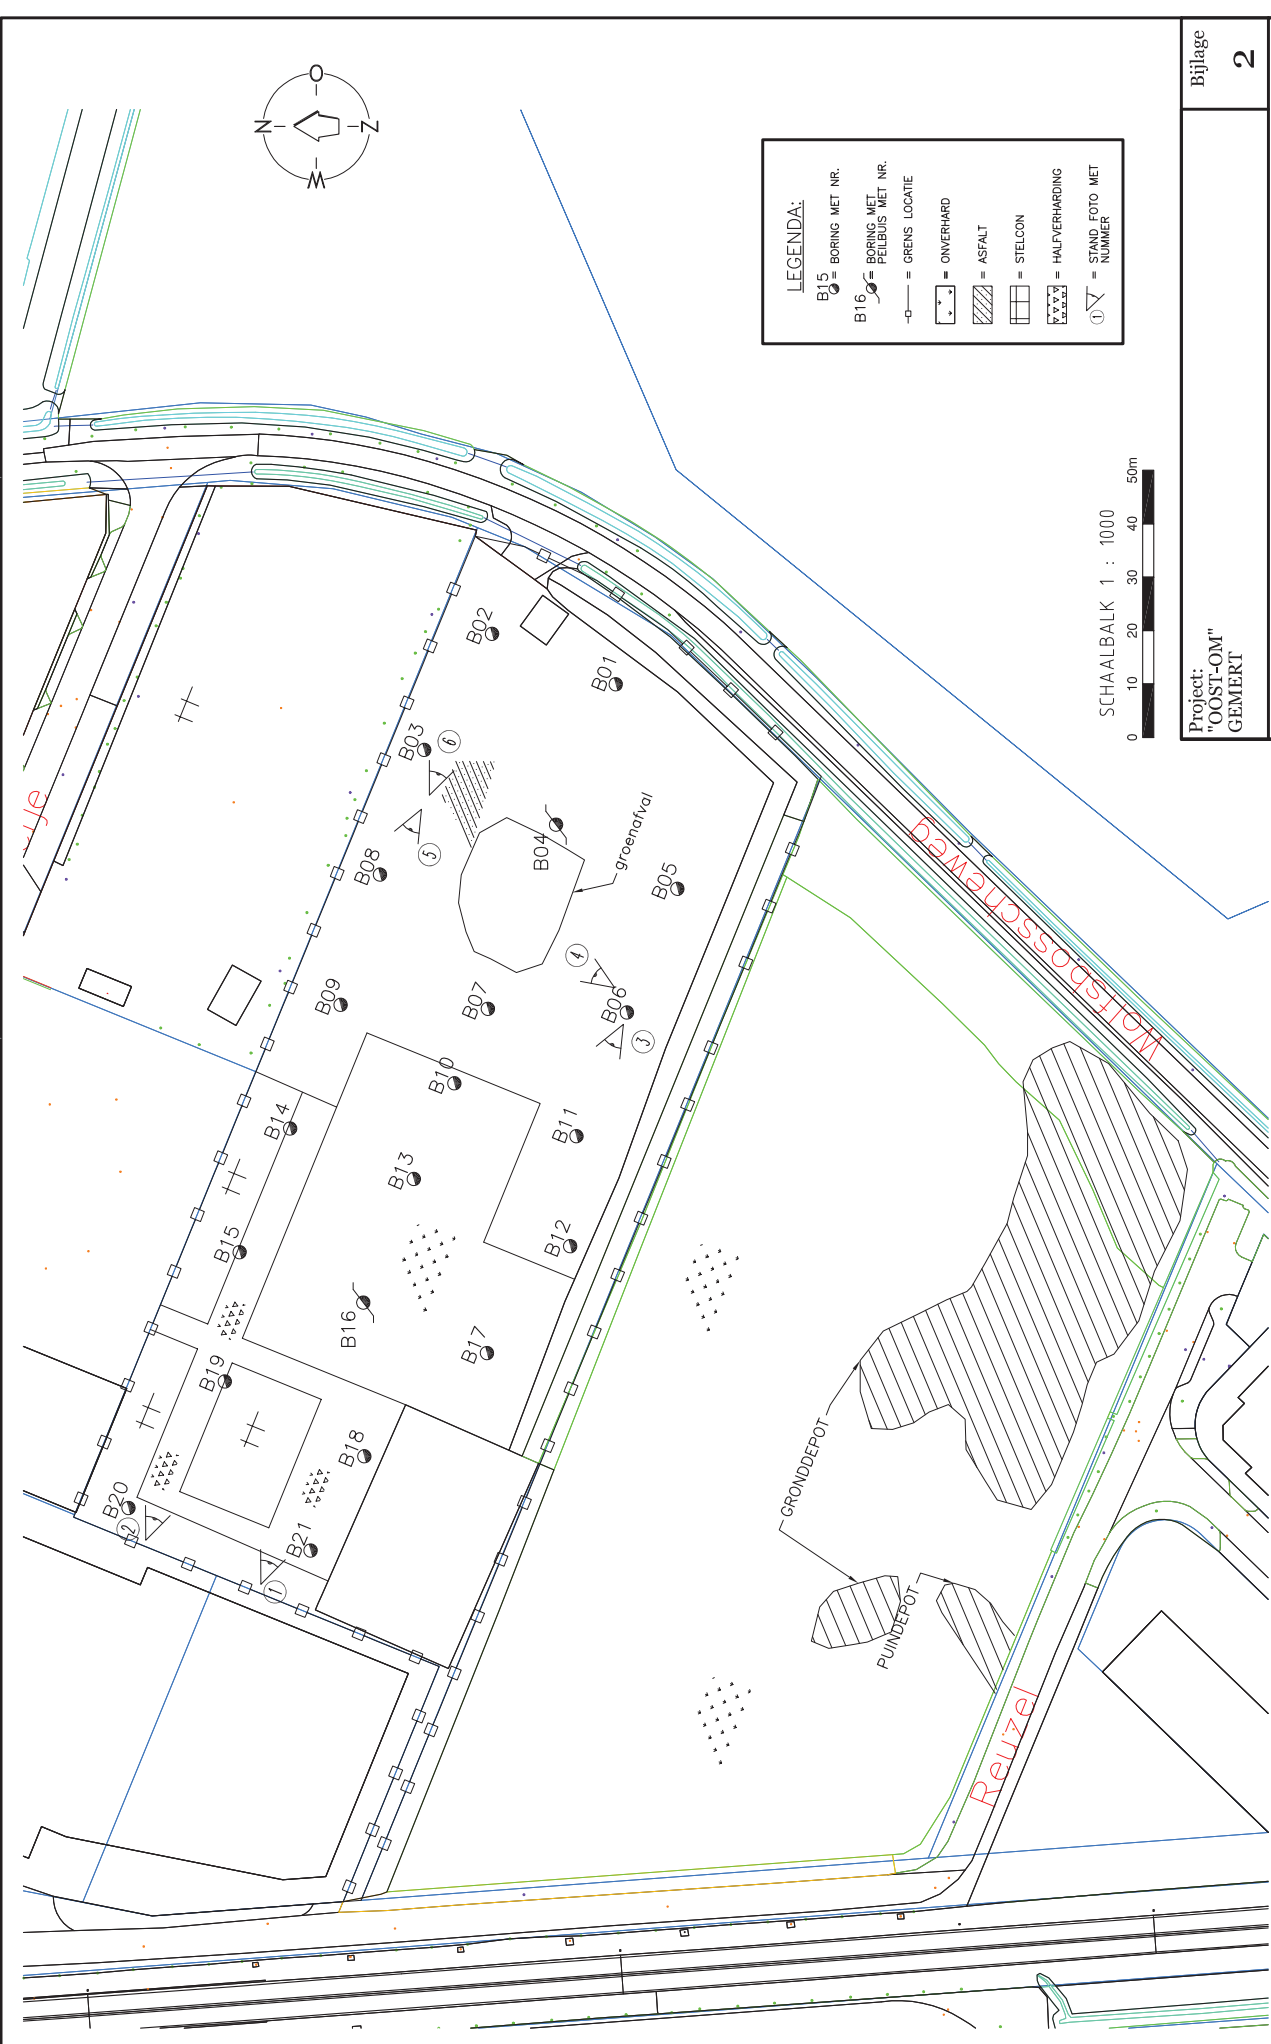 Bijlage
2
Project:
"OOST-OM"
GEMERT
N
O
Z
W
LEGENDA:
B15 = BORING MET NR.
B16 = BORING MET
PEILBUIS MET NR.
= GRENS LOCATIE
= ONVERHARD
= ASFALT
= STELCON
= HALFVERHARDING
1 = STAND FOTO MET
NUMMER
SCHAALBALK 1 : 1000
0 10 20 30 40 50m
B01
B02
B03
B04
B05
B06
B07
B08
B09
B10
B11
B12
B13
B14
B15
B16
B17
B18
B19
B20
B21
1
2
3
4
5
6
groenafval
GRONDDEPOT
PUINDEPOT
Wolfsbosscheweg
Reuzel